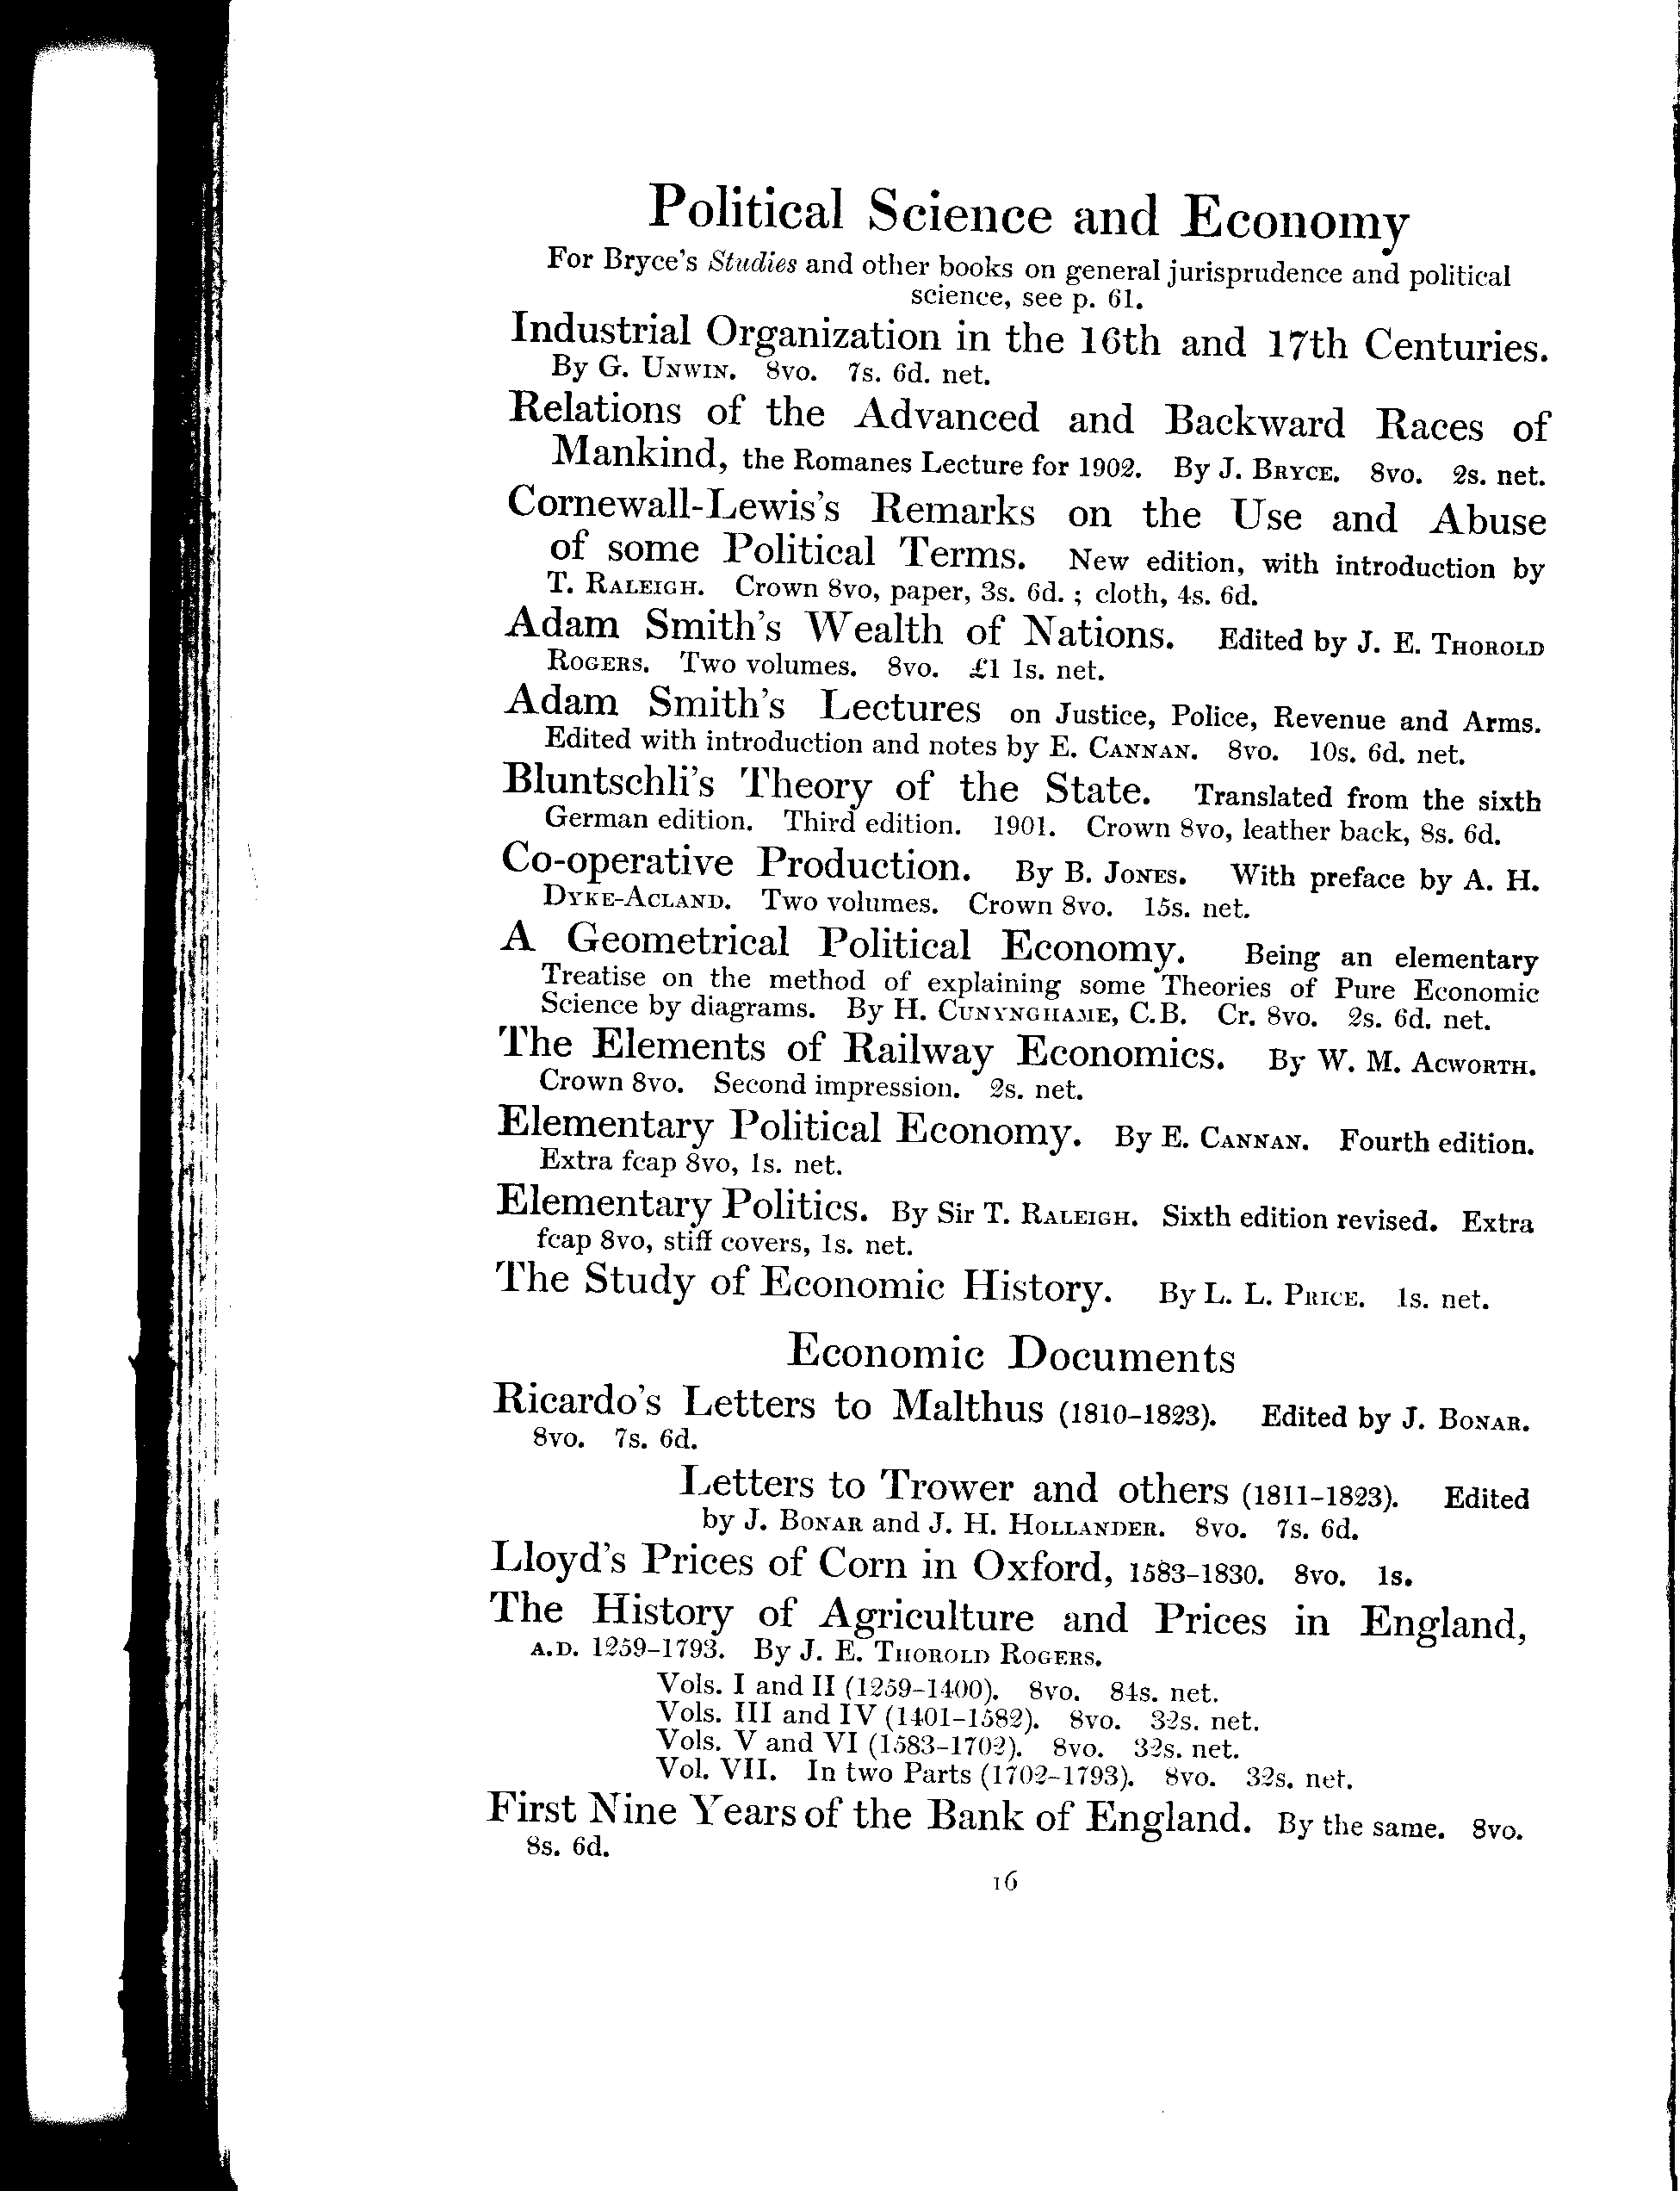 Political Science and Economy
For Bryce's Studies and other books on general jurisprudence and political
science, see p. 61.
Industrial Organization in the 16th and 17th Centuries.
By G. Unwin. 8vo. 7s. 6d. net.
Relations of the Advanced and Backward Races of
Mankind, the Romanes Lecture for 1902. By J. Bryce. 8vo. 2s. net.
Cornewall-Lewis's Remarks on the Use and Abuse
of some Political Terms. New edition, with introduction by
T. Raleigh. Crown 8vo, paper, 3s. 6d. ; cloth, 4s. 6d.
Adam Smith's Wealth of Nations. Edited by J. E. Thorold
Rogers. Two volumes. 8vo. £1 1s. net.
Adam Smith's Lectures on Justice, Police, Revenue and Arms.
Edited with introduction and notes by E. Cannan. 8vo. 10s. 6d. net.
Bluntschli's Theory of the State. Translated from the sixth
German edition. Third edition. 1901. Crown 8vo, leather back, 8s. 6d.
Co-operative Production. By B. Jones. With preface by A. H.
Dyke-Acland. Two volumes. Crown 8vo. 15s. net.
A Geometrical Political Economy. Being an elementary
Treatise on the method of explaining some Theories of Pure Economic
Science by diagrams. By H. Cunynghame, C.B. Cr. 8vo. 2s. 6d. net.
The Elements of Railway Economics. By W. M. Acworth.
Crown 8vo. Second impression. 2s. net.
Elementary Political Economy. By E. Cannan. Fourth edition.
Extra fcap 8vo, 1s. net.
Elementary Politics. By Sir T. Raleigh. Sixth edition revised. Extra
fcap 8vo, stiff covers, 1s. net.
The Study of Economic History. By L. L. Price. 1s. net.
Economic Documents
Ricardo's Letters to Malthus (1810-1823). Edited by J. Bonar.
8vo. 7s. 6d.
Letters to Trower and others (1811-1823). Edited
by J. Bonar and J. H. Hollander. 8vo. 7s. 6d.
Lloyd's Prices of Corn in Oxford, 1583-1830. 8vo. 1s.
The History of Agriculture and Prices in England,
A.D. 1259-1793. By J. E. Thorold Rogers.
Vols. I and II (1259-1400). 8vo. 84s. net.
Vols. III and IV (1401-1582). 8vo. 32s. net.
Vols. V and VI (1583-1702). 8vo. 32s. net.
Vol. VII. In two Parts (1702-1793). 8vo. 32s. net.
First Nine Years of the Bank of England. By the same. 8vo.
8s. 6d.
16